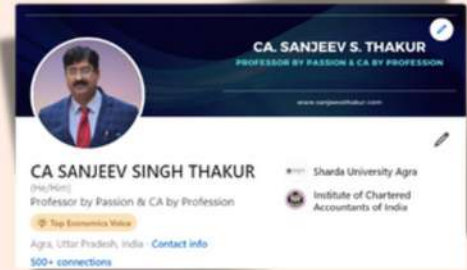 CA. SANJEEV S. THAKUR
PROFESSOR BY PASSION & CA BY PROFESSION
www.sanjeevsthakur.com
CA SANJEEV SINGH THAKUR
(He/Him)
Professor by Passion & CA by Profession
Top Economics Voice
Agra, Uttar Pradesh, India · Contact info
500+ connections
Sharda University Agra
Institute of Chartered
Accountants of India